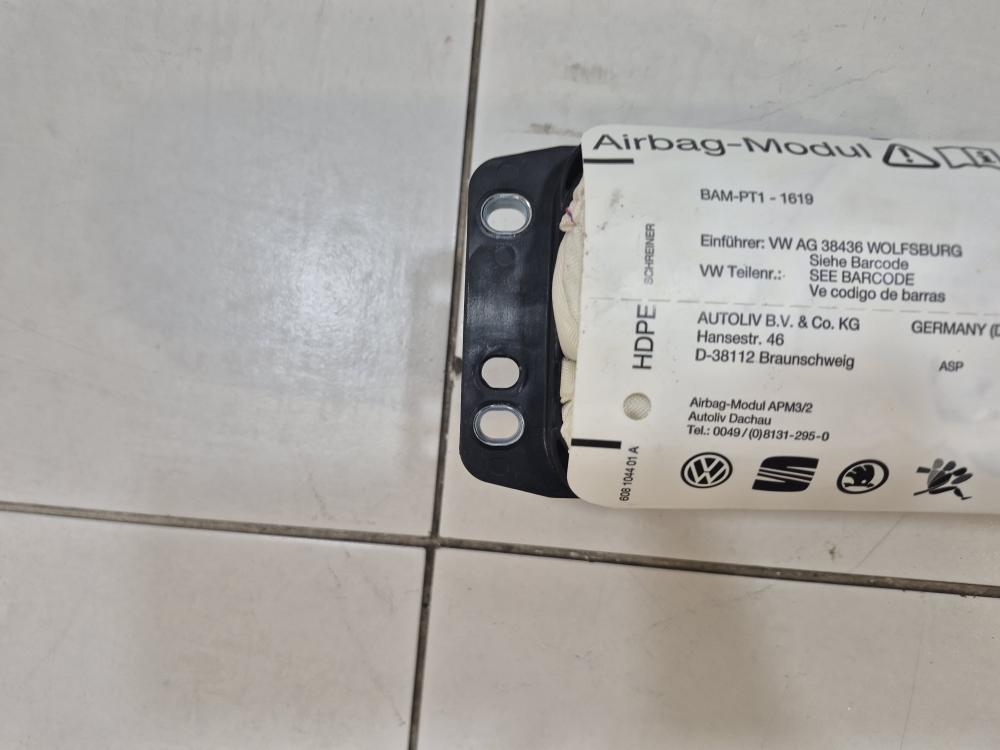 Airbag-Modul
BAM-PT1 - 1619
Einführer: VW AG 38436 WOLFSBURG
Siehe Barcode
VW Teilenr.: SEE BARCODE
Ve codigo de barras
AUTOLIV B.V. & Co. KG
GERMANY (D
Hansestr. 46
D-38112 Braunschweig
ASP
Airbag-Modul APM3/2
Autoliv Dachau
Tel.: 0049/(0)8131-295-0
HDPE
SCHREINER
608 1044 01 A